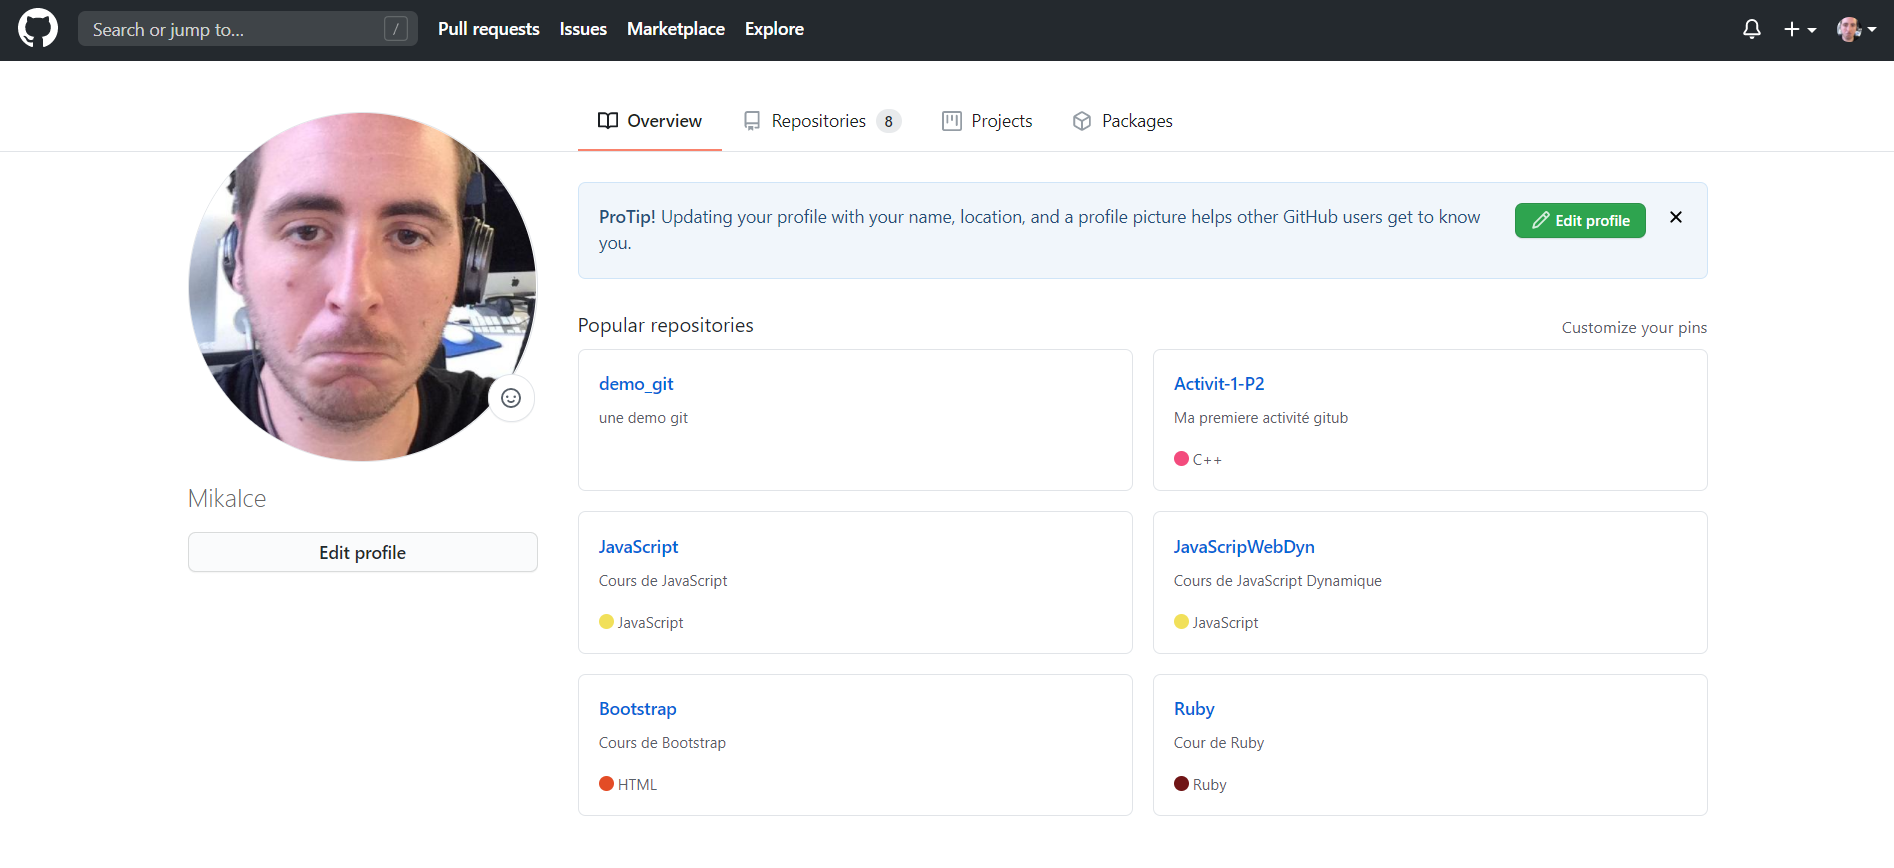 Search or jump to...
/
Pull requests
Issues
Marketplace
Explore
Overview
Repositories 8
Projects
Packages
MikaIce
Edit profile
ProTip! Updating your profile with your name, location, and a profile picture helps other GitHub users get to know
you.
Edit profile
Popular repositories
Customize your pins
demo_git
une demo git
Activit-1-P2
Ma premiere activité gitub
C++
JavaScript
Cours de JavaScript
JavaScript
JavaScripWebDyn
Cours de JavaScript Dynamique
JavaScript
Bootstrap
Cours de Bootstrap
HTML
Ruby
Cour de Ruby
Ruby